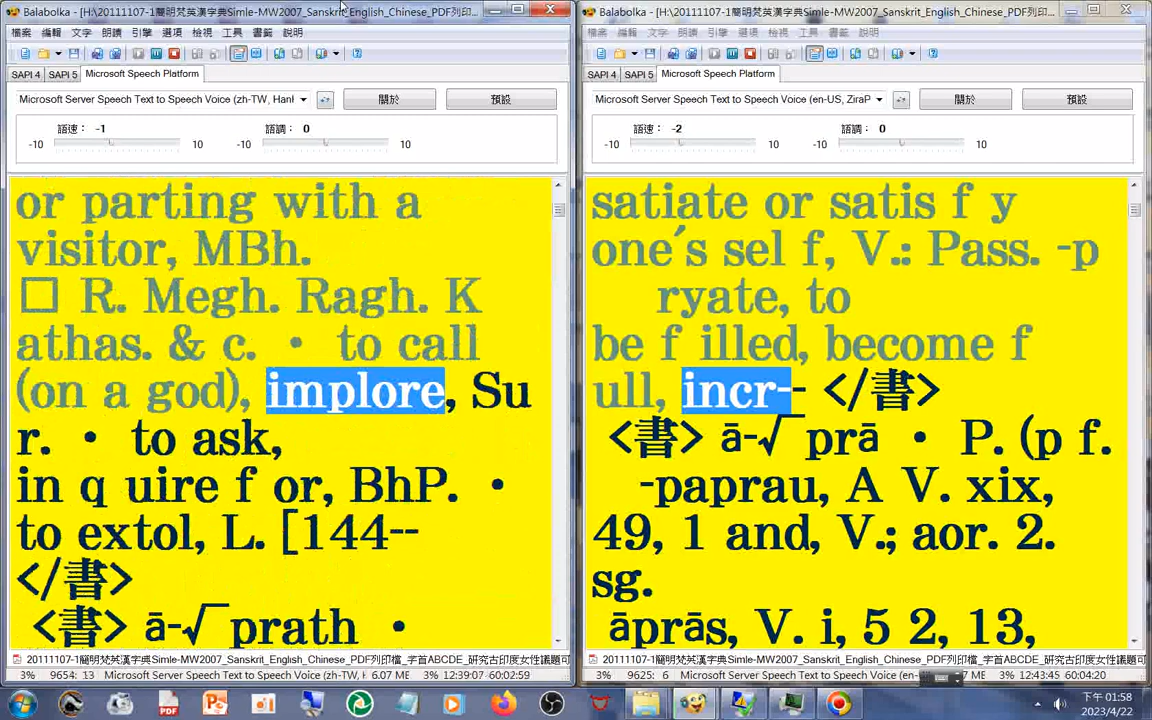 Balabolka - [H:\20111107-1簡明梵英漢字典Simle-MW2007_Sanskrit_English_Chinese_PDF列印...
檔案 編輯 文字 朗讀 引擎 選項 檢視 工具 書籤 說明
SAPI 4 SAPI 5 Microsoft Speech Platform
Microsoft Server Speech Text to Speech Voice (zh-TW, Hanl
關於 預設
語速： -1 語調： 0
-10 10 -10 10
or parting with a
visitor, MBh.
□ R. Megh. Ragh. K
athas. & c. • to call
(on a god), implore, Su
r. • to ask,
in q uire f or, BhP. •
to extol, L. [144--
</書>
<書> ā-√ prath •
20111107-1簡明梵英漢字典Simle-MW2007_Sanskrit_English_Chinese_PDF列印檔_字首ABCDE_研究古印度女性議題可
3% 9654: 13 Microsoft Server Speech Text to Speech Voice (zh-TW, H 6.07 ME 3% 12:39:07 60:02:59
Balabolka - [H:\20111107-1簡明梵英漢字典Simle-MW2007_Sanskrit_English_Chinese_PDF列印...
檔案 編輯 文字 朗讀 引擎 選項 檢視 工具 書籤 說明
SAPI 4 SAPI 5 Microsoft Speech Platform
Microsoft Server Speech Text to Speech Voice (en-US, ZiraP
關於 預設
語速： -2 語調： 0
-10 10 -10 10
satiate or satis f y
one′s sel f, V.: Pass. -p
ryate, to
be f illed, become f
ull, incr-- </書>
<書> ā-√ prā • P. (p f.
-paprau, A V. xix,
49, 1 and, V.; aor. 2.
sg.
āprās, V. i, 5 2, 13,
20111107-1簡明梵英漢字典Simle-MW2007_Sanskrit_English_Chinese_PDF列印檔_字首ABCDE_研究古印度女性議題可
3% 9625: 6 Microsoft Server Speech Text to Speech Voice (en-U ME 3% 12:43:45 60:04:20
下午 01:58
2023/4/22